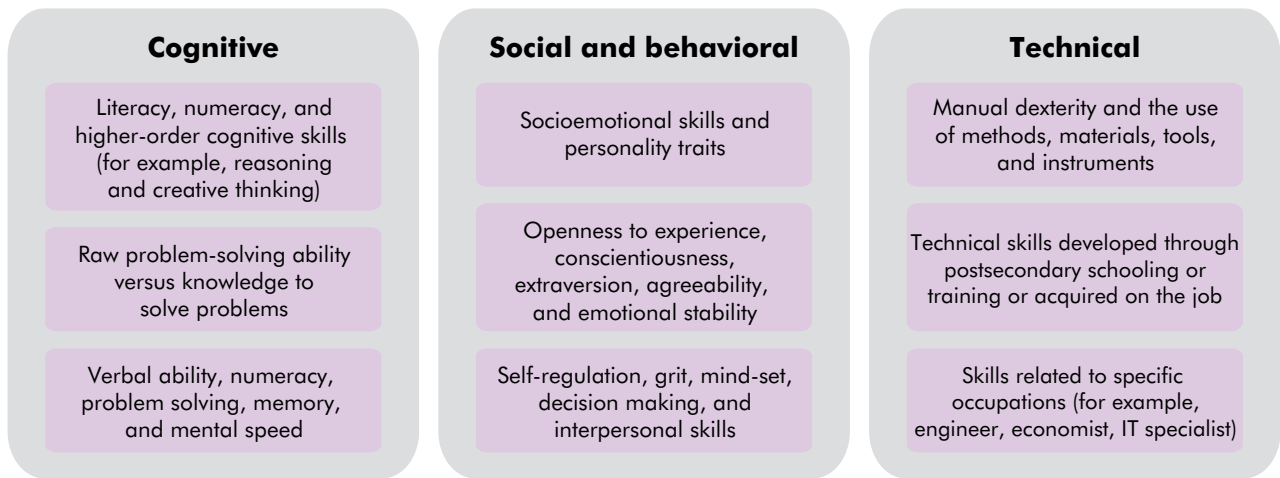 Cognitive
Literacy, numeracy, and
higher-order cognitive skills
(for example, reasoning
and creative thinking)
Raw problem-solving ability
versus knowledge to
solve problems
Verbal ability, numeracy,
problem solving, memory,
and mental speed
Social and behavioral
Socioemotional skills and
personality traits
Openness to experience,
conscientiousness,
extraversion, agreeability,
and emotional stability
Self-regulation, grit, mind-set,
decision making, and
interpersonal skills
Technical
Manual dexterity and the use
of methods, materials, tools,
and instruments
Technical skills developed through
postsecondary schooling or
training or acquired on the job
Skills related to specific
occupations (for example,
engineer, economist, IT specialist)